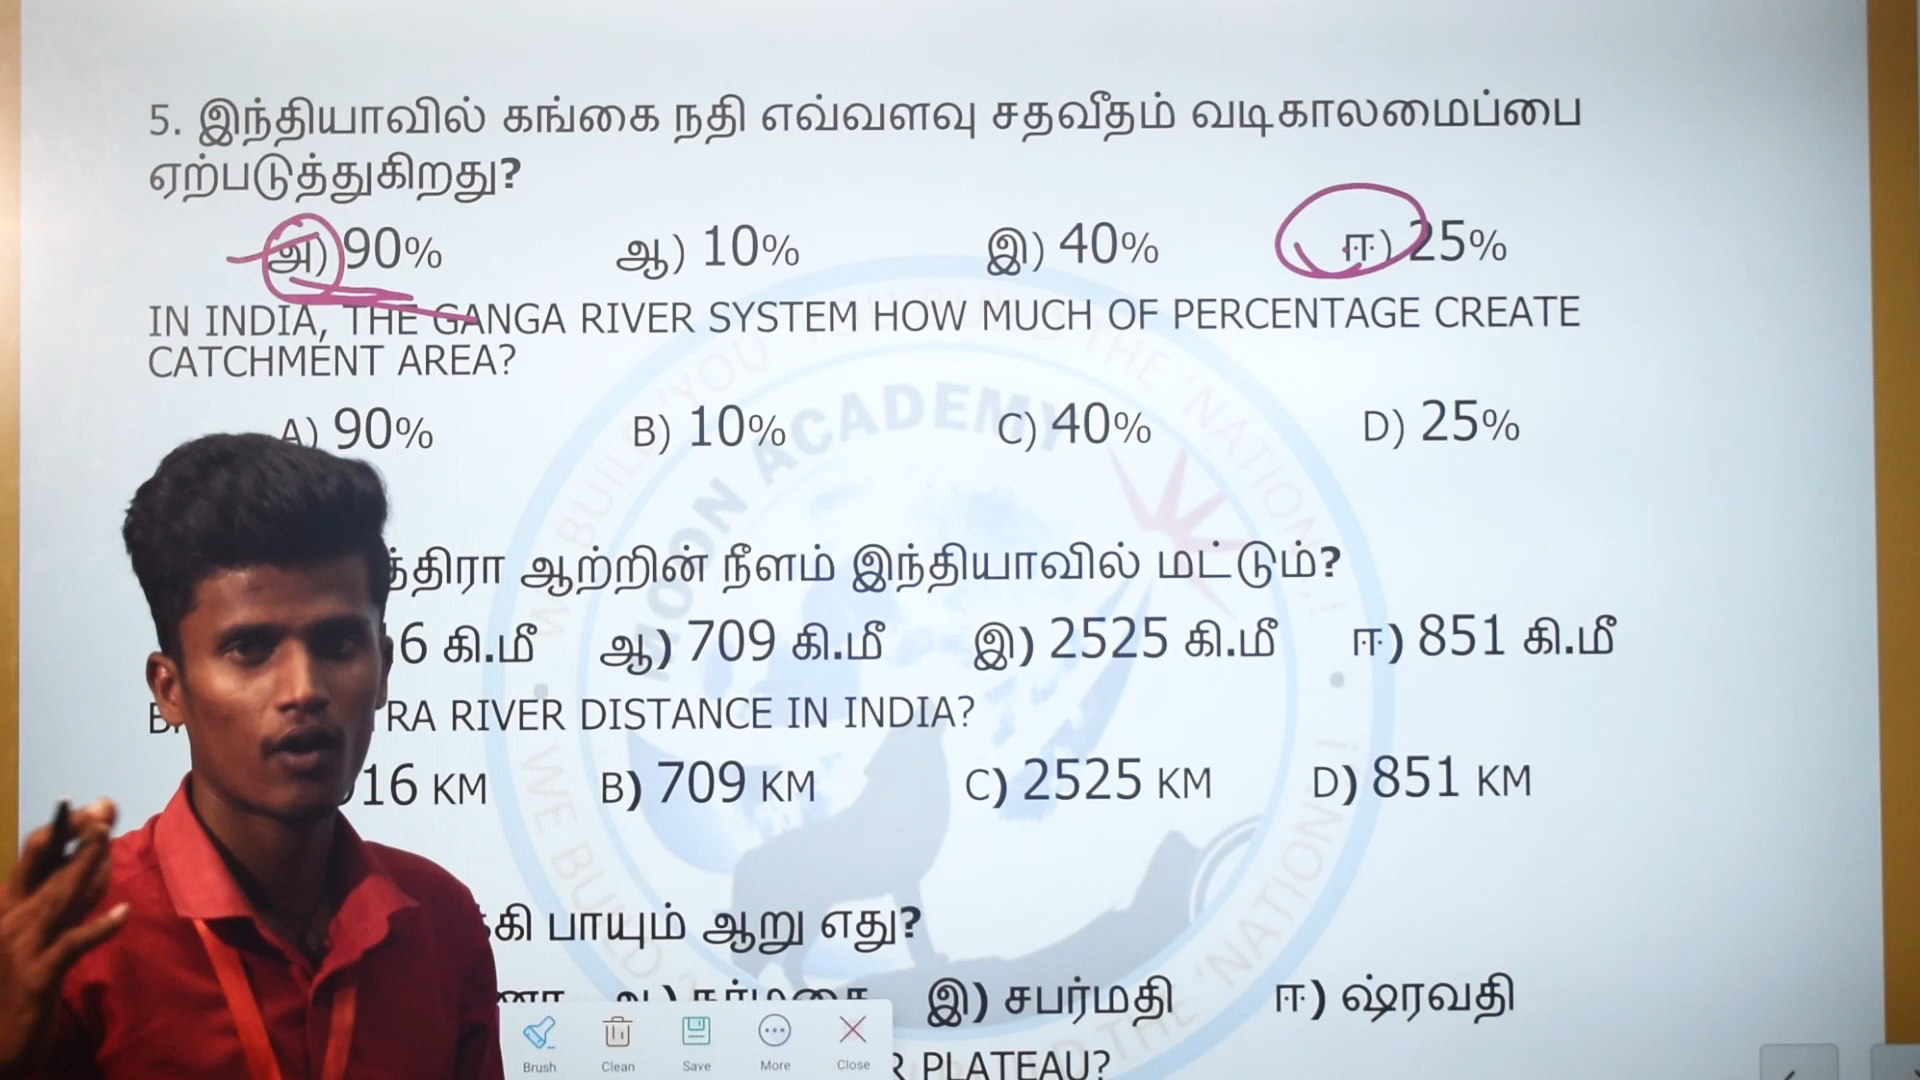 5. இந்தியாவில் கங்கை நதி எவ்வளவு சதவீதம் வடிகாலமைப்பை
ஏற்படுத்துகிறது?
அ) 90% ஆ) 10% இ) 40% ஈ) 25%
IN INDIA, THE GANGA RIVER SYSTEM HOW MUCH OF PERCENTAGE CREATE
CATCHMENT AREA?
A) 90% B) 10% C) 40% D) 25%
MOON ACADEMY
ஆற்றின் நீளம் இந்தியாவில் மட்டும்?
கி.மீ ஆ) 709 கி.மீ இ) 2525 கி.மீ ஈ) 851 கி.மீ
RIVER DISTANCE IN INDIA?
KM B) 709 KM C) 2525 KM D) 851 KM
பாயும் ஆறு எது?
இ) சபர்மதி ஈ) ஷ்ரவதி
Brush Clean Save More Close
PLATEAU?